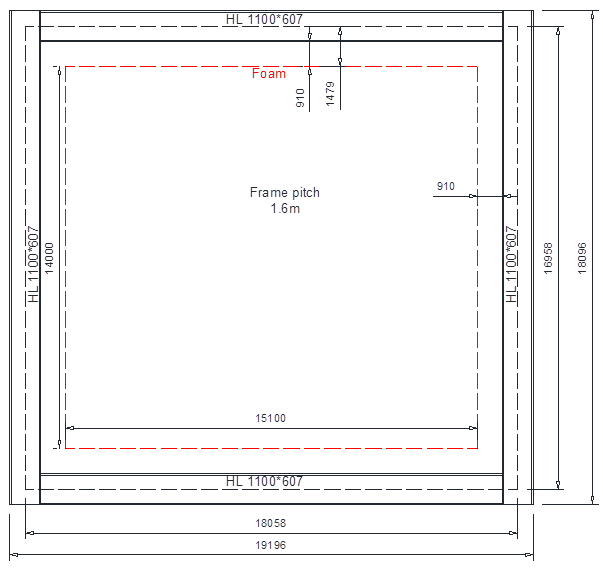 HL 1100*607
Foam
910
1479
Frame pitch
1.6m
910
HL 1100*607
14000
HL 1100*607
16958
18096
15100
HL 1100*607
18058
19196